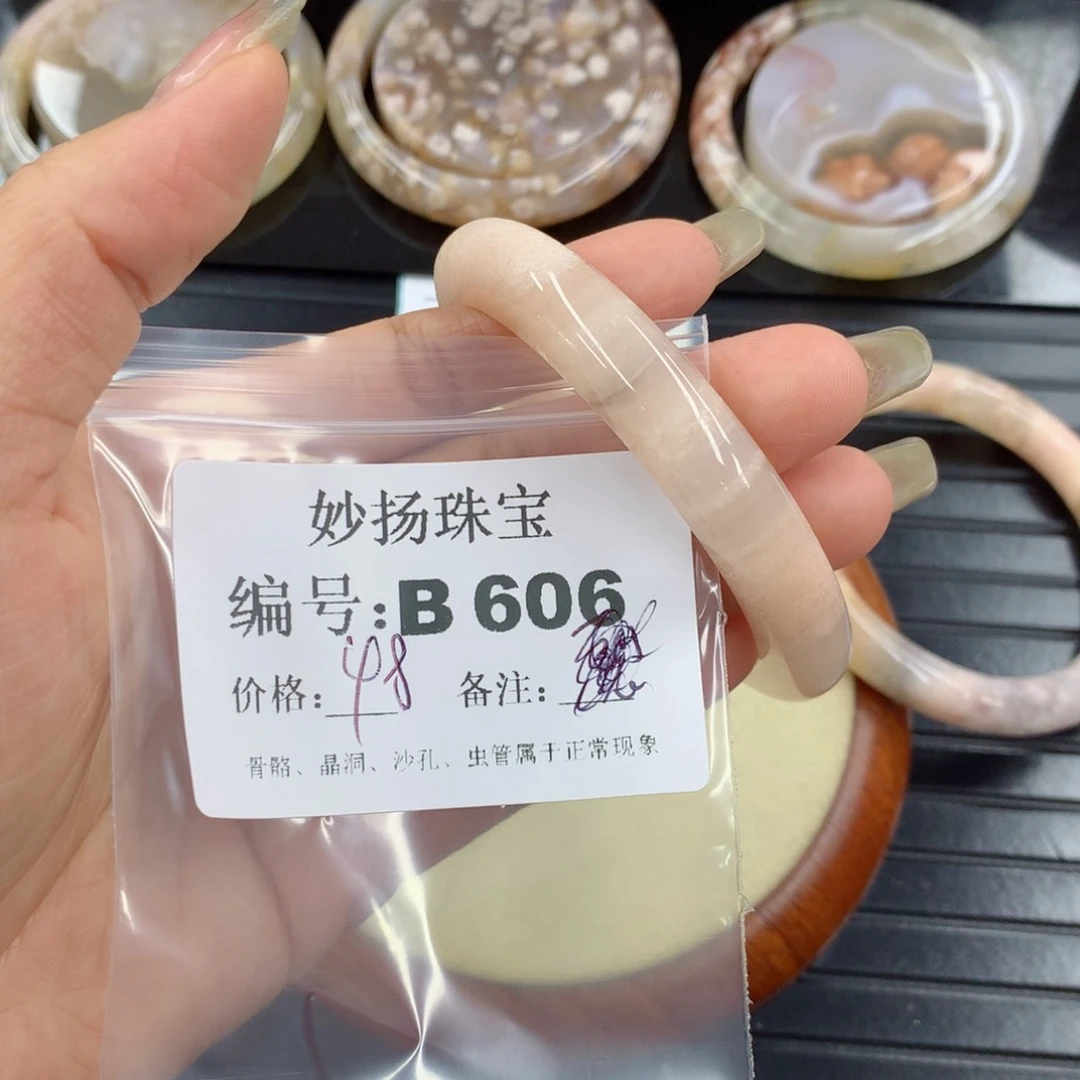 妙扬珠宝
编号:B 606
价格: 48 备注:
骨骼、晶洞、沙孔、虫管属于正常现象